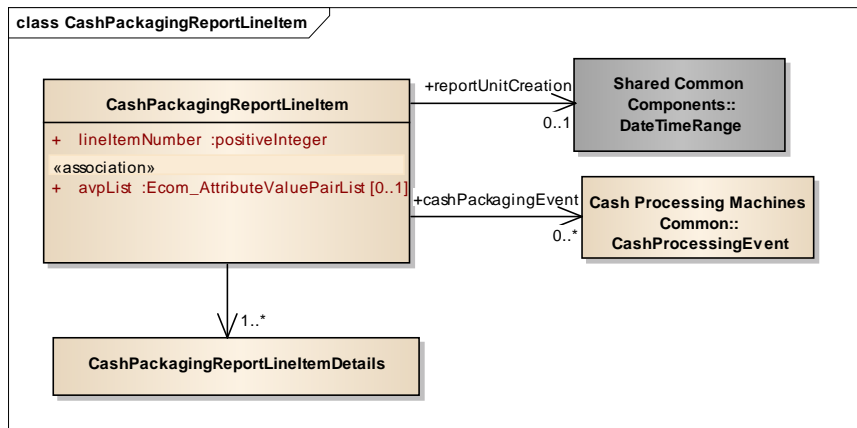 class CashPackagingReportLineItem
CashPackagingReportLineItem
+ lineItemNumber :positiveInteger
«association»
+ avpList :Ecom_AttributeValuePairList [0..1]
+reportUnitCreation
0..1
Shared Common
Components::
DateTimeRange
+cashPackagingEvent
0..*
Cash Processing Machines
Common::
CashProcessingEvent
1..*
CashPackagingReportLineItemDetails